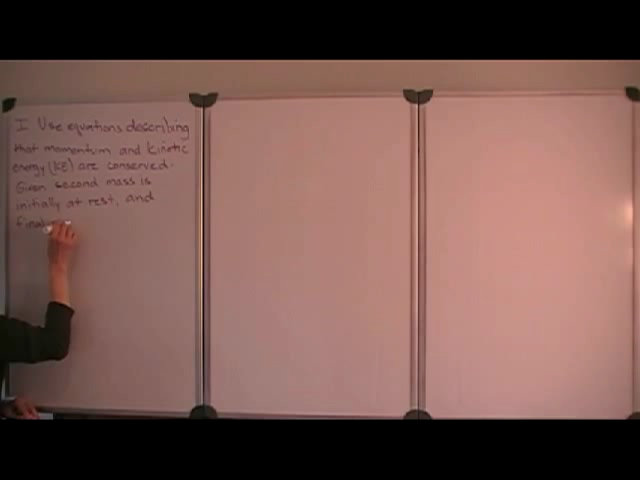 I Use equations describing
that momentum and kinetic
energy (KE) are conserved.
Given second mass is
initially at rest, and